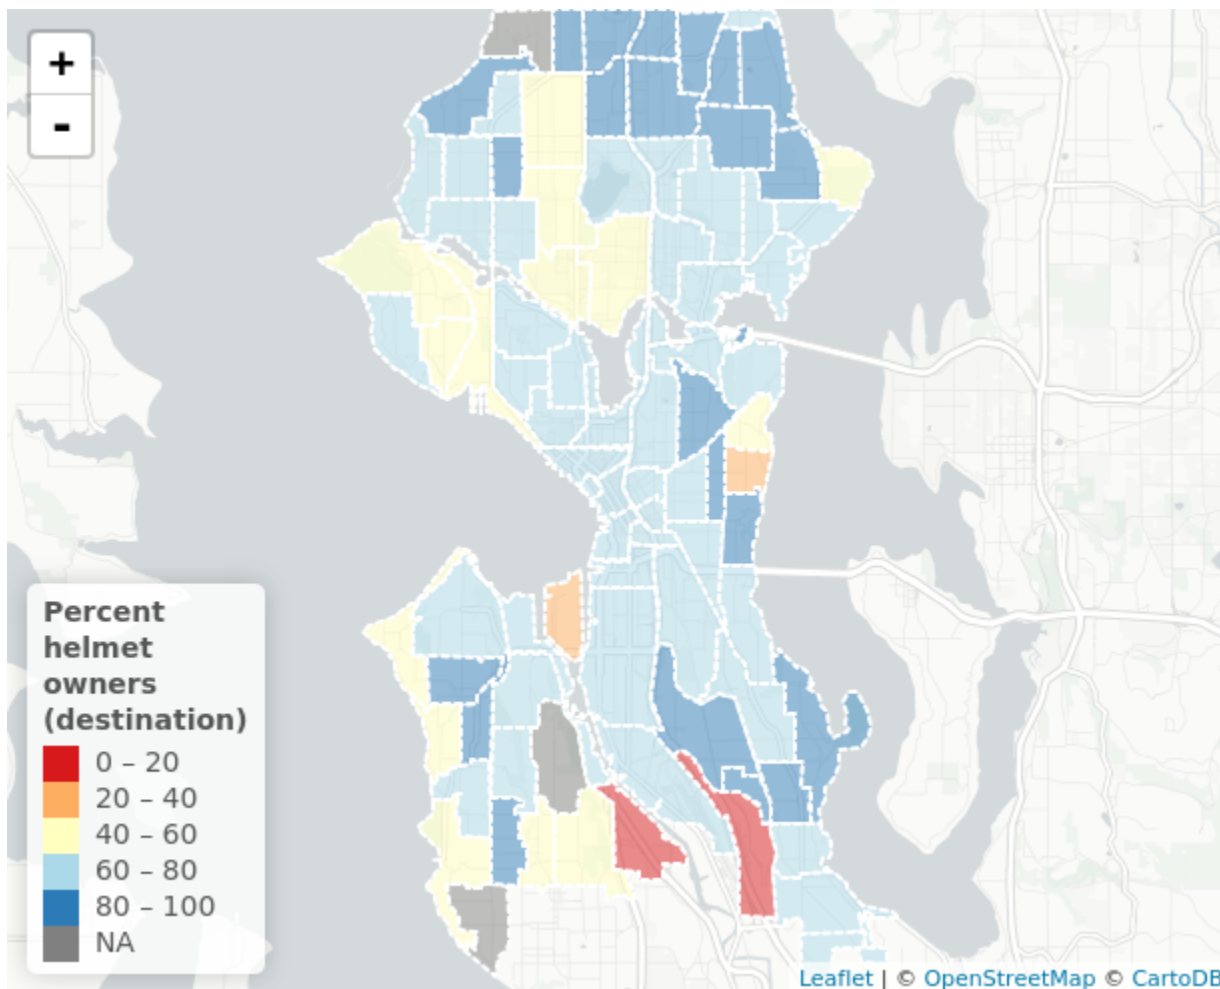 +
-
Percent
helmet
owners
(destination)
0 – 20
20 – 40
40 – 60
60 – 80
80 – 100
NA
Leaflet | © OpenStreetMap © CartoDB